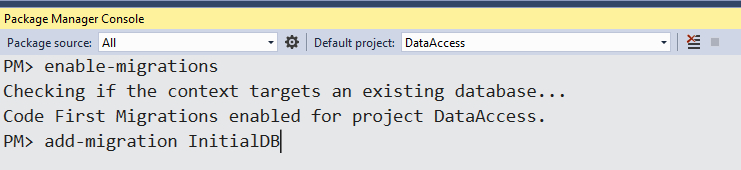 Package Manager Console
Package source: All Default project: DataAccess
PM> enable-migrations
Checking if the context targets an existing database...
Code First Migrations enabled for project DataAccess.
PM> add-migration InitialDB